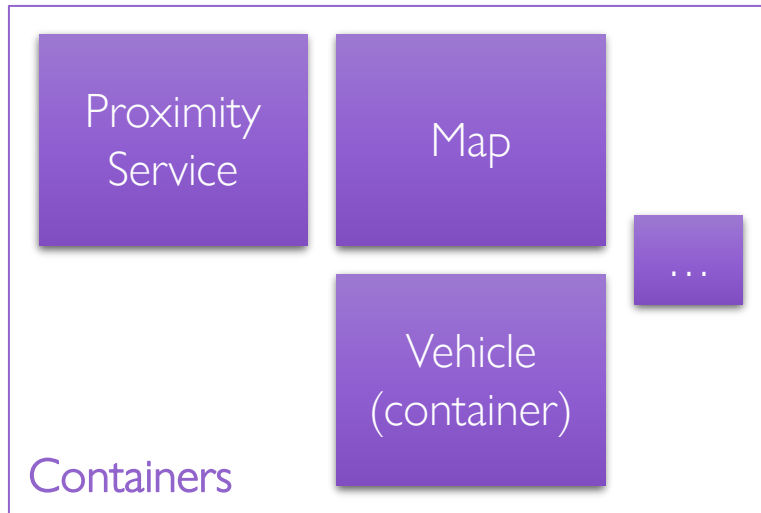 Proximity
Service
Map
...
Vehicle
(container)
Containers